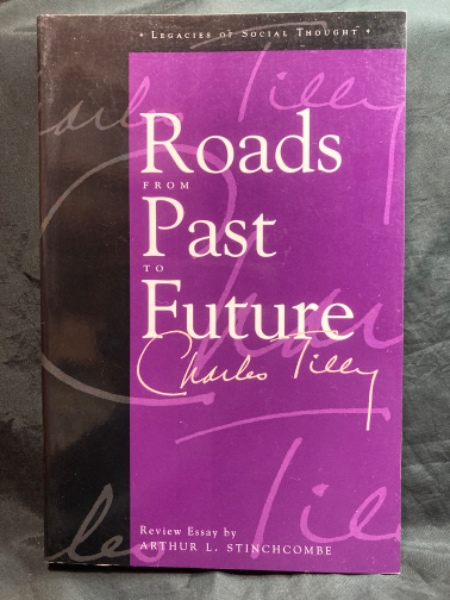 • LEGACIES OF SOCIAL THOUGHT •
Roads
FROM
Past
TO
Future
Charles Tilly
Review Essay by
ARTHUR L. STINCHCOMBE